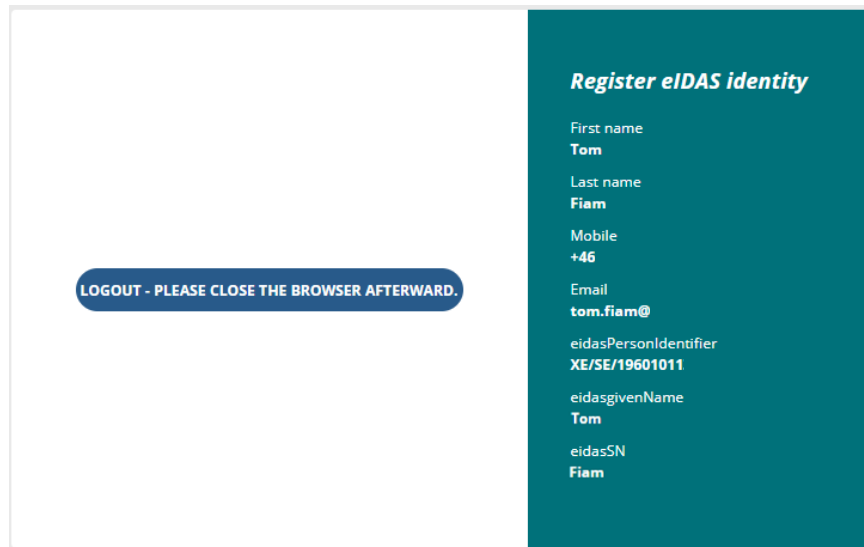 LOGOUT - PLEASE CLOSE THE BROWSER AFTERWARD.
Register eIDAS identity
First name
Tom
Last name
Fiam
Mobile
+46
Email
tom.fiam@
eidasPersonIdentifier
XE/SE/19601011
eidasgivenName
Tom
eidasSN
Fiam